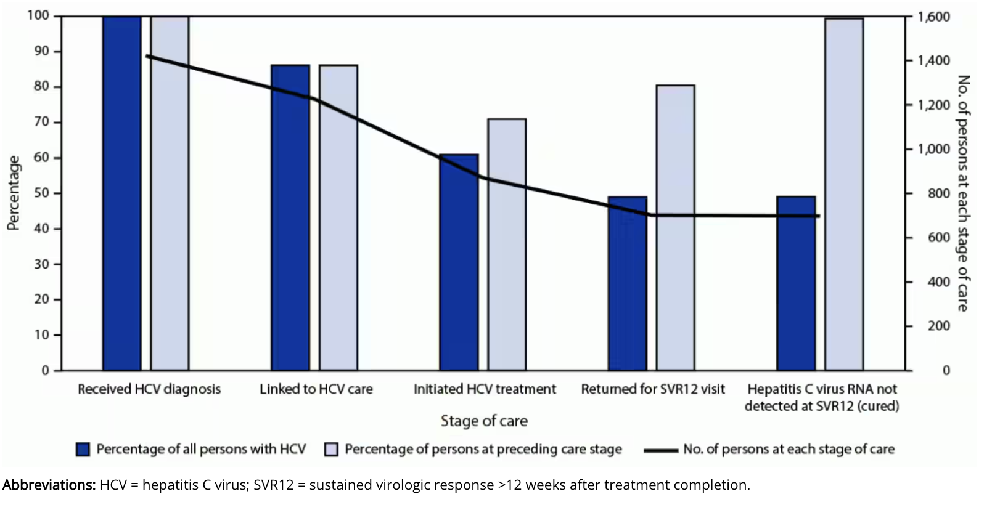 100
90
80
70
60
50
40
30
20
10
0
Percentage
1,600
1,400
1,200
1,000
800
600
400
200
0
No. of persons at each stage of care
Received HCV diagnosis
Linked to HCV care
Initiated HCV treatment
Returned for SVR12 visit
Hepatitis C virus RNA not
detected at SVR12 (cured)
Stage of care
Percentage of all persons with HCV
Percentage of persons at preceding care stage
No. of persons at each stage of care
Abbreviations: HCV = hepatitis C virus; SVR12 = sustained virologic response >12 weeks after treatment completion.